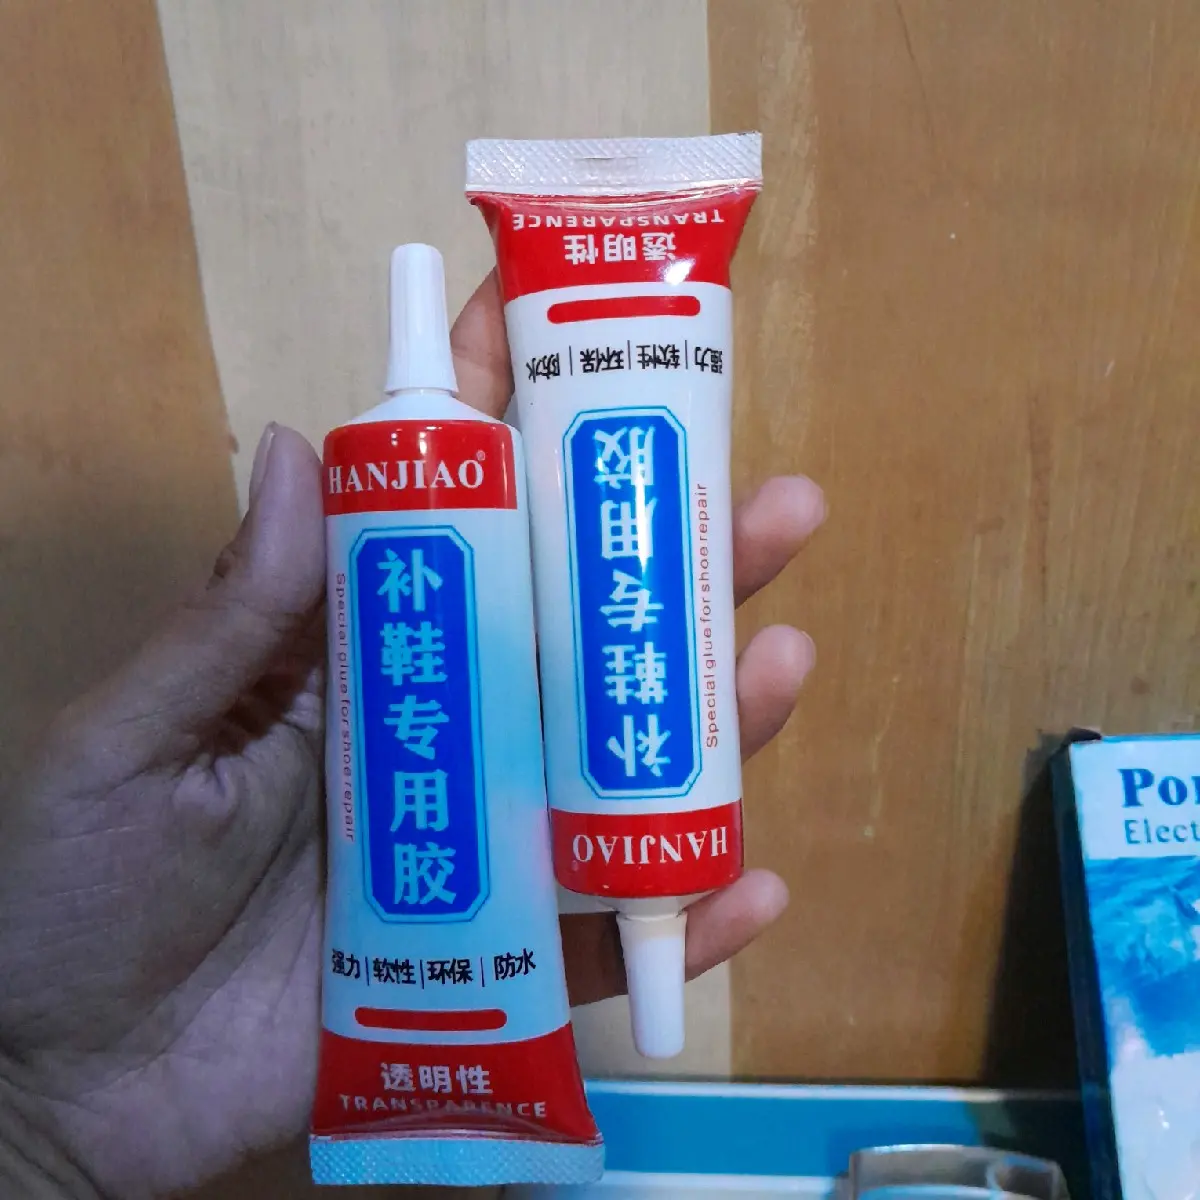 HANJIAO®
补鞋专用胶
Special glue for shoe repair
强力|软性|环保|防水
透明性
TRANSPARENCE
TRANSPARENCE
透明性
强力|软性|环保|防水
补鞋专用胶
Special glue for shoe repair
HANJIAO®
Po
Elect